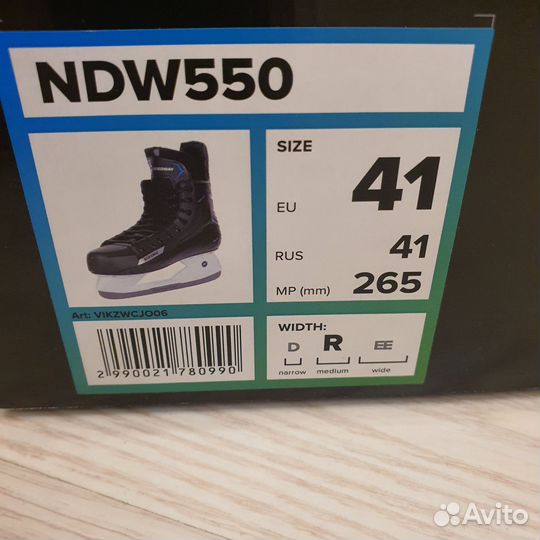 NDW550
SIZE
EU 41
RUS 41
MP (mm) 265
Art: VIKZWCJO06
2 990021 780990
WIDTH:
D R EE
narrow medium wide
Avito